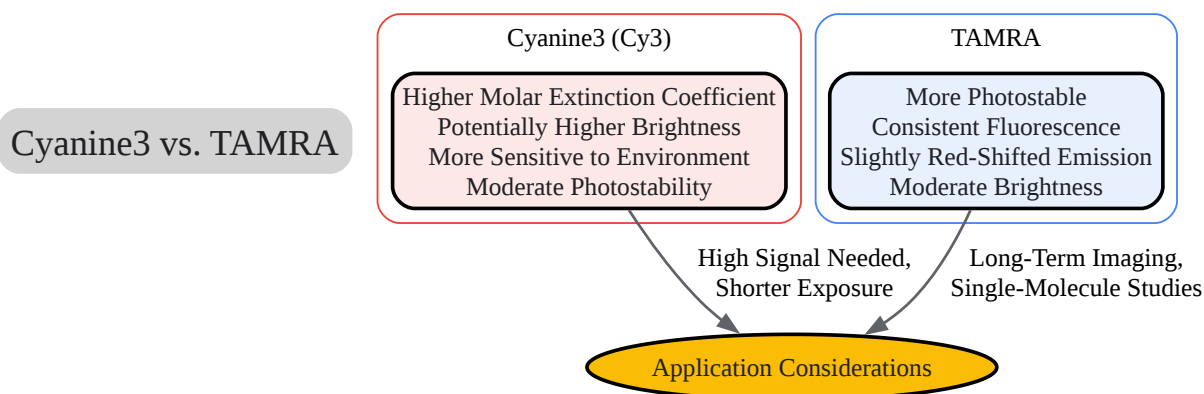 Cyanine3 vs. TAMRA
Cyanine3 (Cy3)
Higher Molar Extinction Coefficient
Potentially Higher Brightness
More Sensitive to Environment
Moderate Photostability
TAMRA
More Photostable
Consistent Fluorescence
Slightly Red-Shifted Emission
Moderate Brightness
High Signal Needed,
Shorter Exposure
Long-Term Imaging,
Single-Molecule Studies
Application Considerations